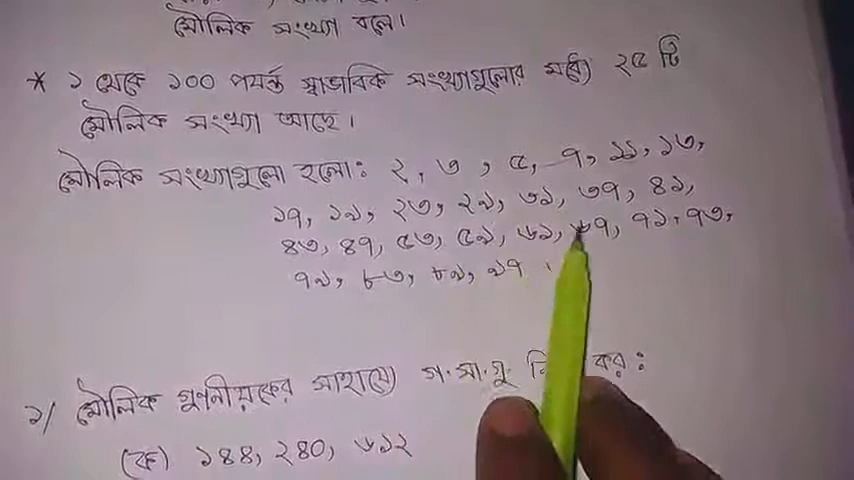 মৌলিক সংখ্যা বলে।
* ১ থেকে ১০০ পর্যন্ত স্বাভাবিক সংখ্যাগুলোর মধ্যে ২৫ টি
মৌলিক সংখ্যা আছে।
মৌলিক সংখ্যাগুলো হলো: ২, ৩, ৫, ৭, ১১, ১৩,
১৭, ১৯, ২৩, ২৯, ৩১, ৩৭, ৪১,
৪৩, ৪৭, ৫৩, ৫৯, ৬১, ৬৭, ৭১, ৭৩,
৭৯, ৮৩, ৮৯, ৯৭।
১/ মৌলিক গুণনীয়কের সাহায্যে গ.সা.গু কর:
(ক) ১৪৪, ২৪০, ৬১২